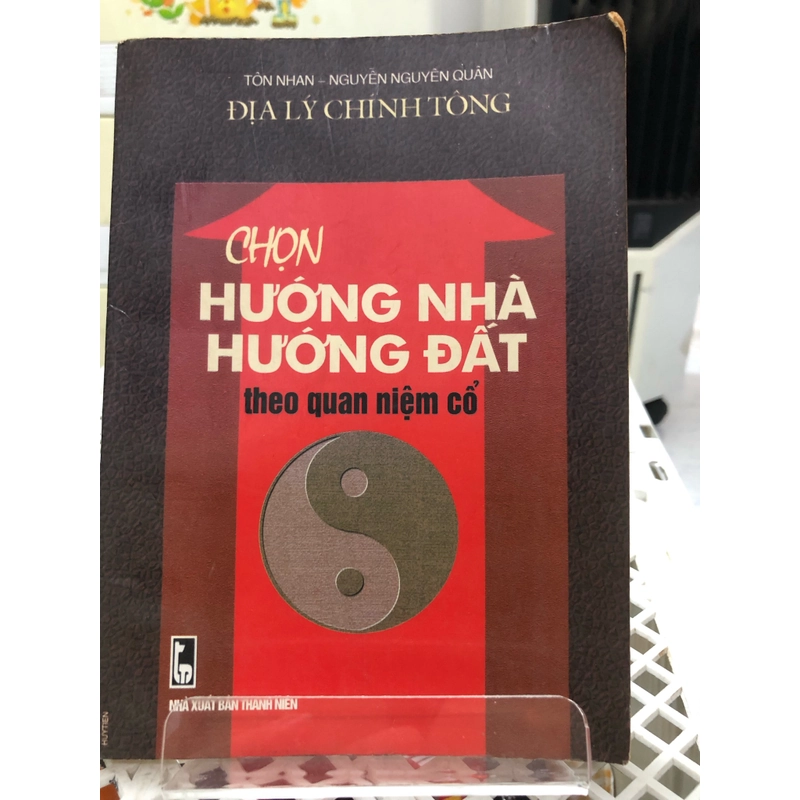 TÔN NHAN – NGUYỄN NGUYÊN QUÂN
ĐỊA LÝ CHÍNH TÔNG
CHỌN
HƯỚNG NHÀ
HƯỚNG ĐẤT
theo quan niệm cổ
NHÀ XUẤT BẢN THANH NIÊN
HUYTIEN